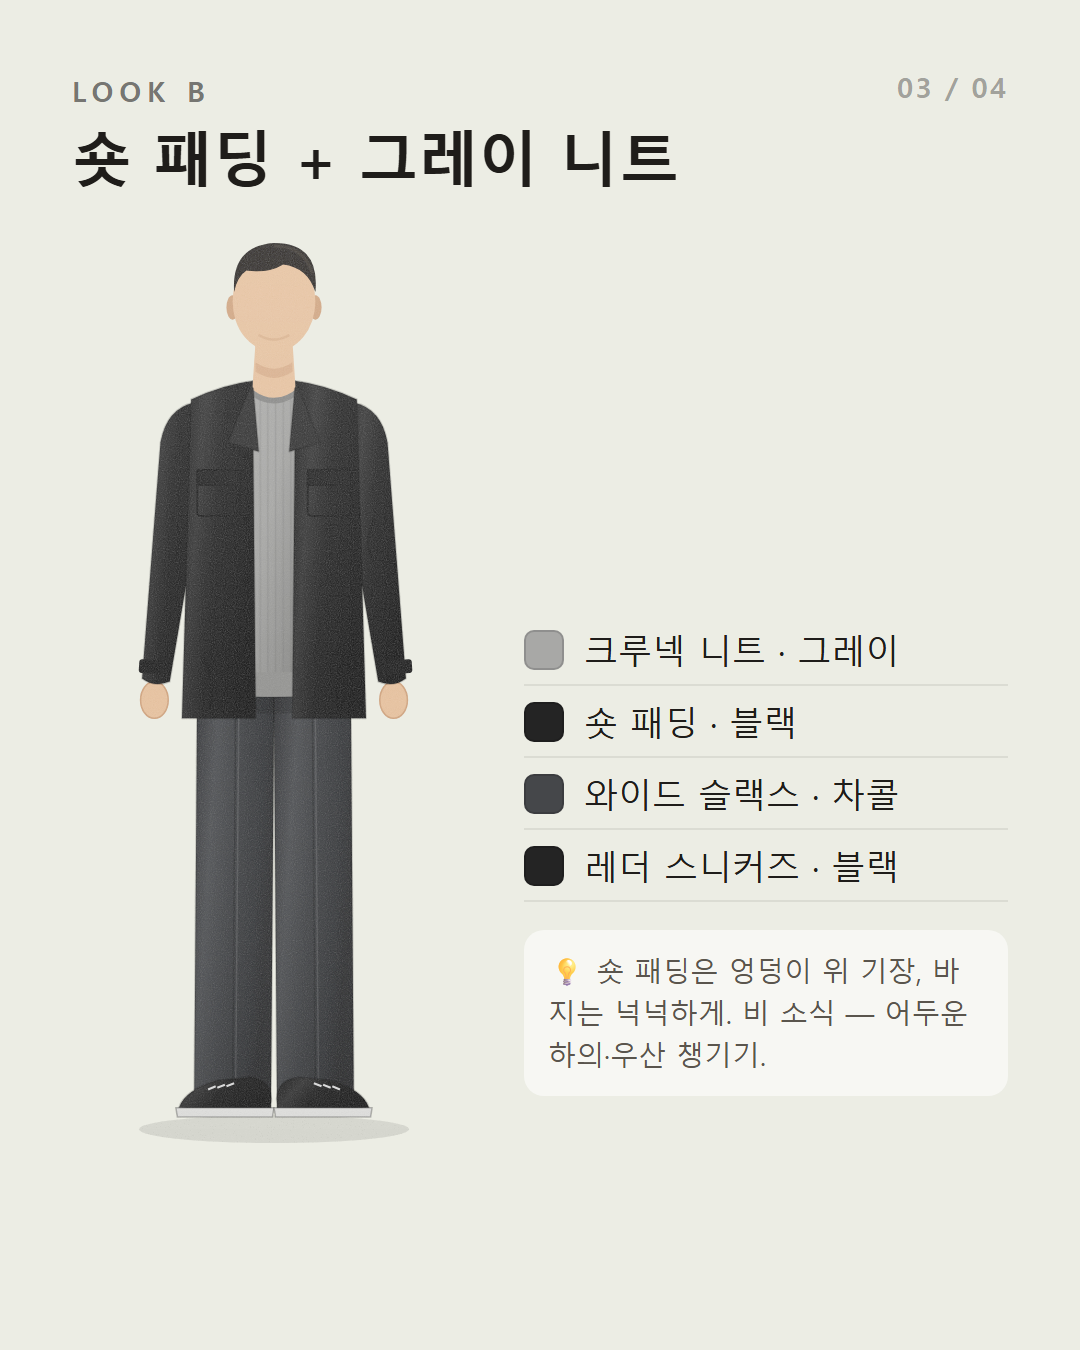 LOOK B
03 / 04
숏 패딩 + 그레이 니트
크루넥 니트 · 그레이
숏 패딩 · 블랙
와이드 슬랙스 · 차콜
레더 스니커즈 · 블랙
💡 숏 패딩은 엉덩이 위 기장, 바
지는 넉넉하게. 비 소식 — 어두운
하의·우산 챙기기.